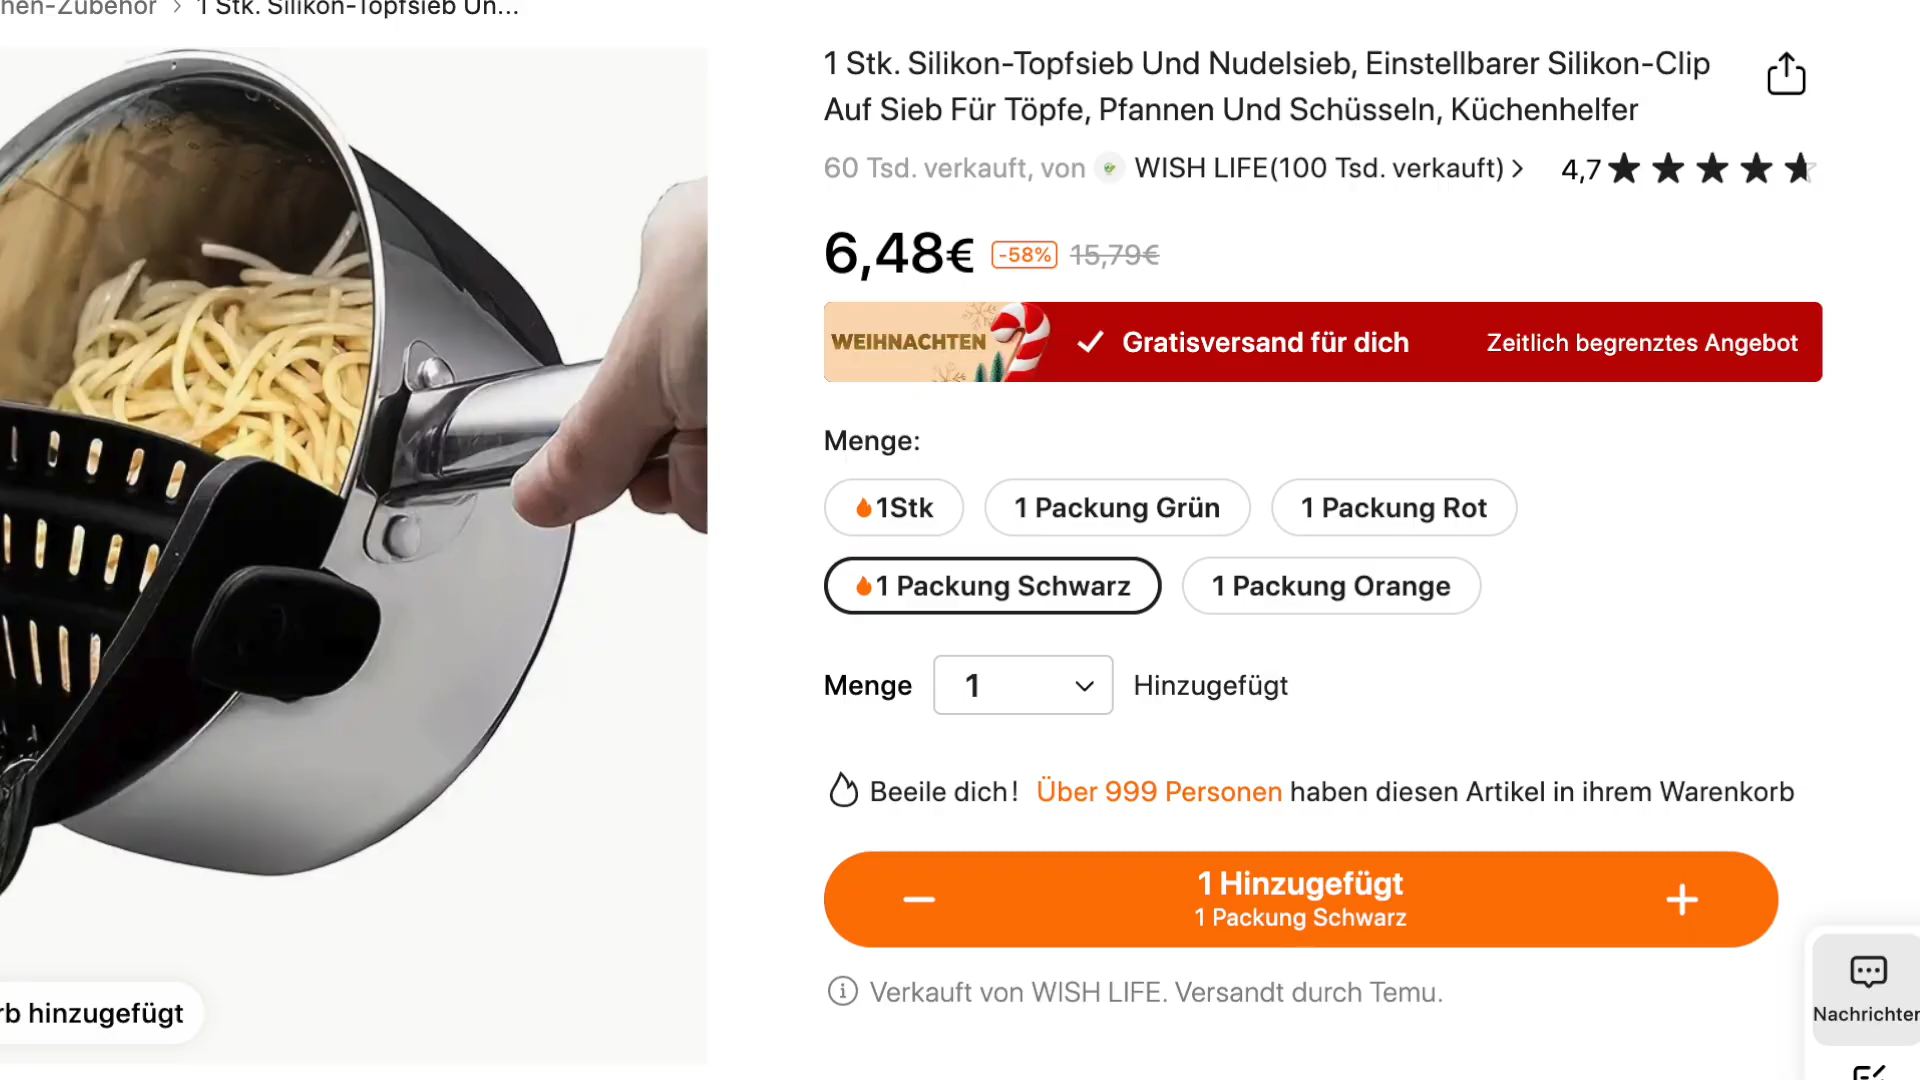 1 Stk. Silikon-Topfsieb Un...
1 Stk. Silikon-Topfsieb Und Nudelsieb, Einstellbarer Silikon-Clip
Auf Sieb Für Töpfe, Pfannen Und Schüsseln, Küchenhelfer
60 Tsd. verkauft, von WISH LIFE(100 Tsd. verkauft) 4,7
6,48€ -58% 15,79€
WEIHNACHTEN Gratisversand für dich Zeitlich begrenztes Angebot
Menge:
1Stk 1 Packung Grün 1 Packung Rot
1 Packung Schwarz 1 Packung Orange
Menge 1 Hinzugefügt
Beeile dich! Über 999 Personen haben diesen Artikel in ihrem Warenkorb
1 Hinzugefügt
1 Packung Schwarz
Verkauft von WISH LIFE. Versandt durch Temu.
hinzugefügt
Nachrichten